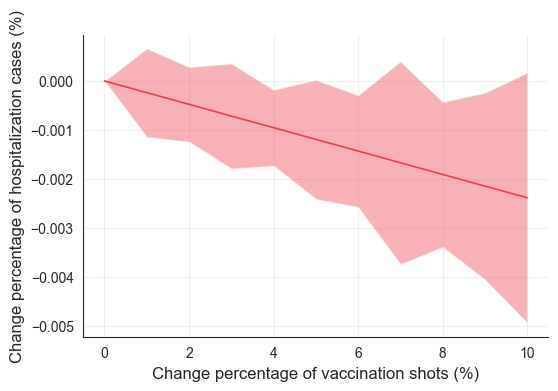 Change percentage of hospitalization cases (%)
0.000
−0.001
−0.002
−0.003
−0.004
−0.005
0 2 4 6 8 10
Change percentage of vaccination shots (%)